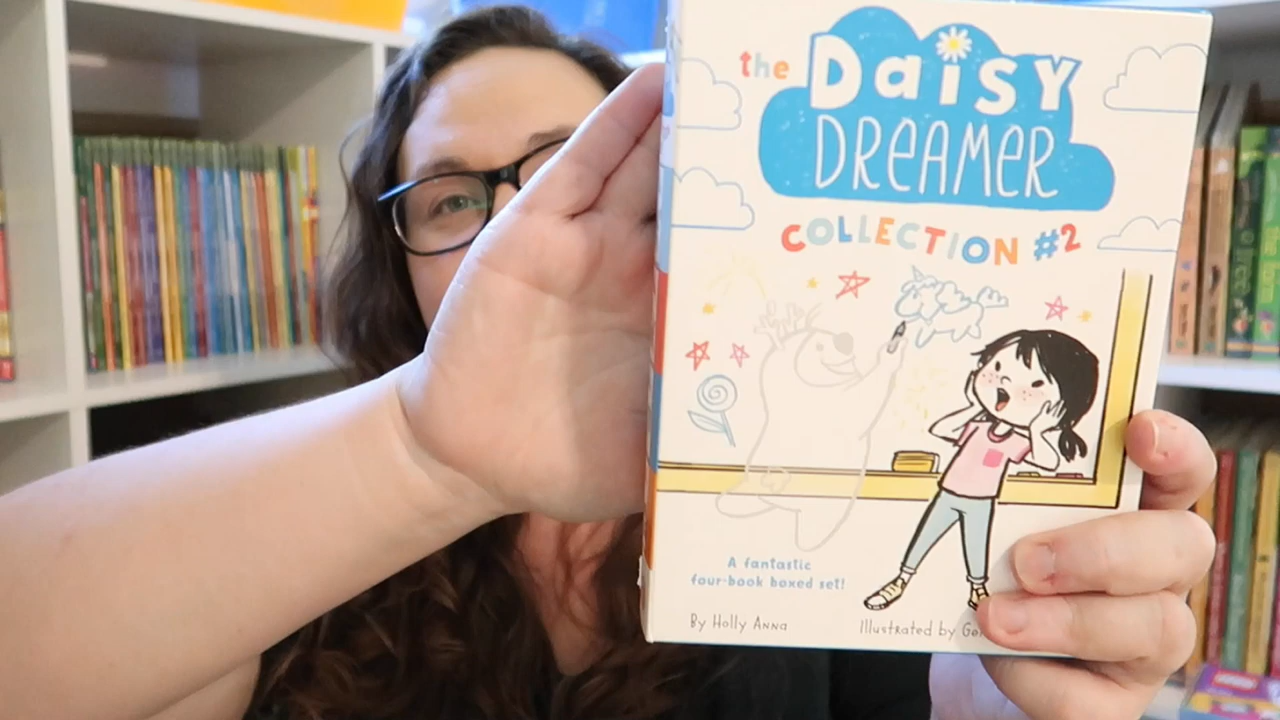 the DaiSY
DREAMER
COLLECTION #2
A fantastic
four-book boxed set!
By Holly Anna
Illustrated by